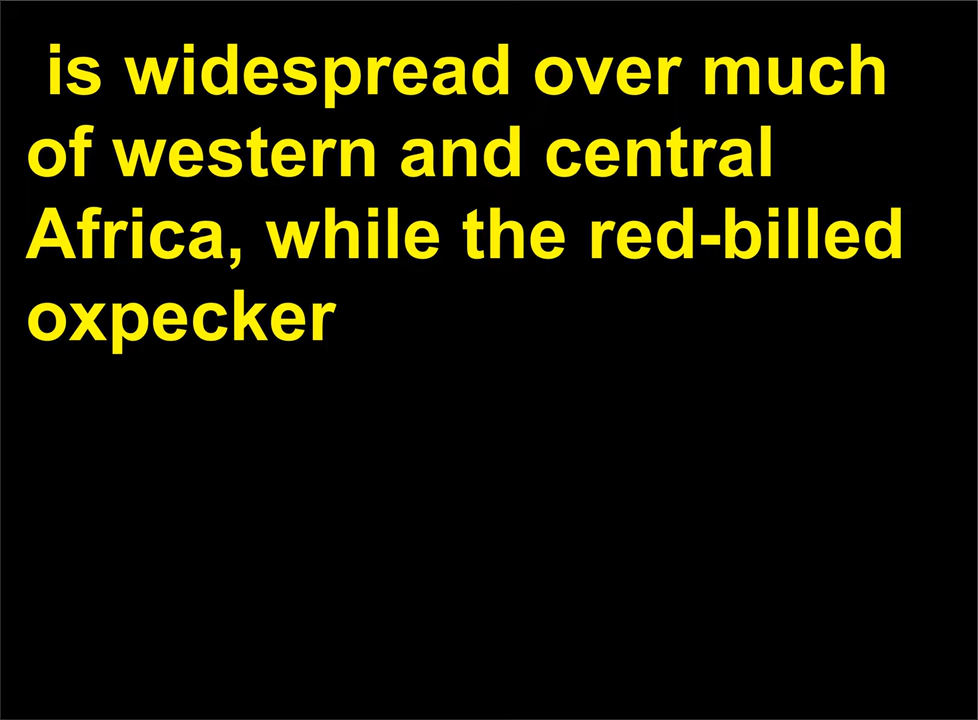 is widespread over much
of western and central
Africa, while the red-billed
oxpecker